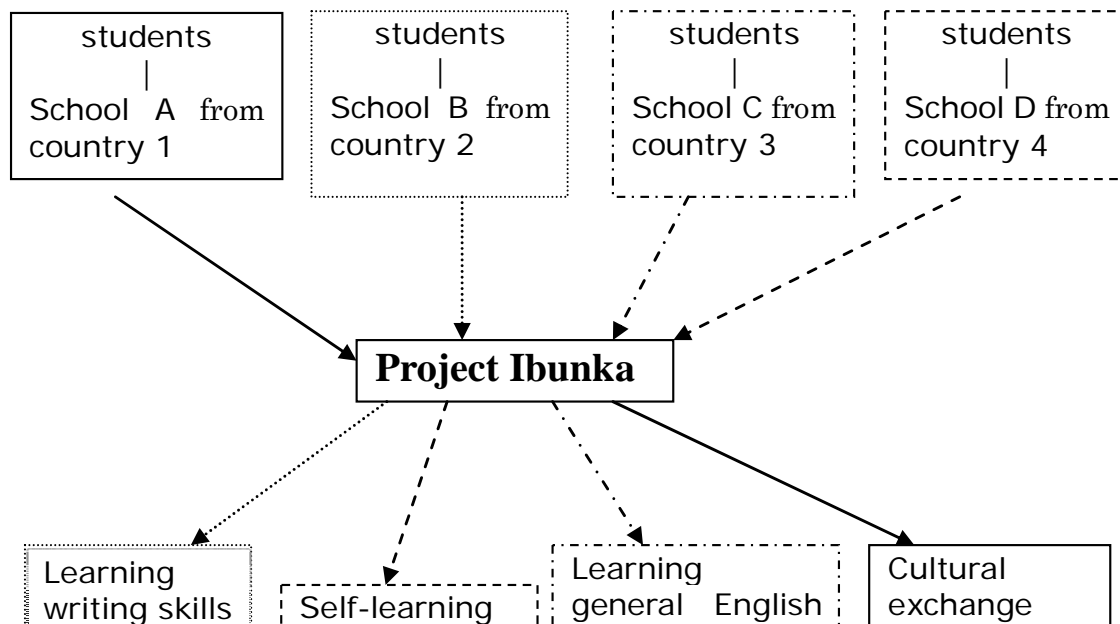 students
|
School A from
country 1
students
|
School B from
country 2
students
|
School C from
country 3
students
|
School D from
country 4
Project Ibunka
Learning
writing skills
Self-learning
Learning
general English
Cultural
exchange